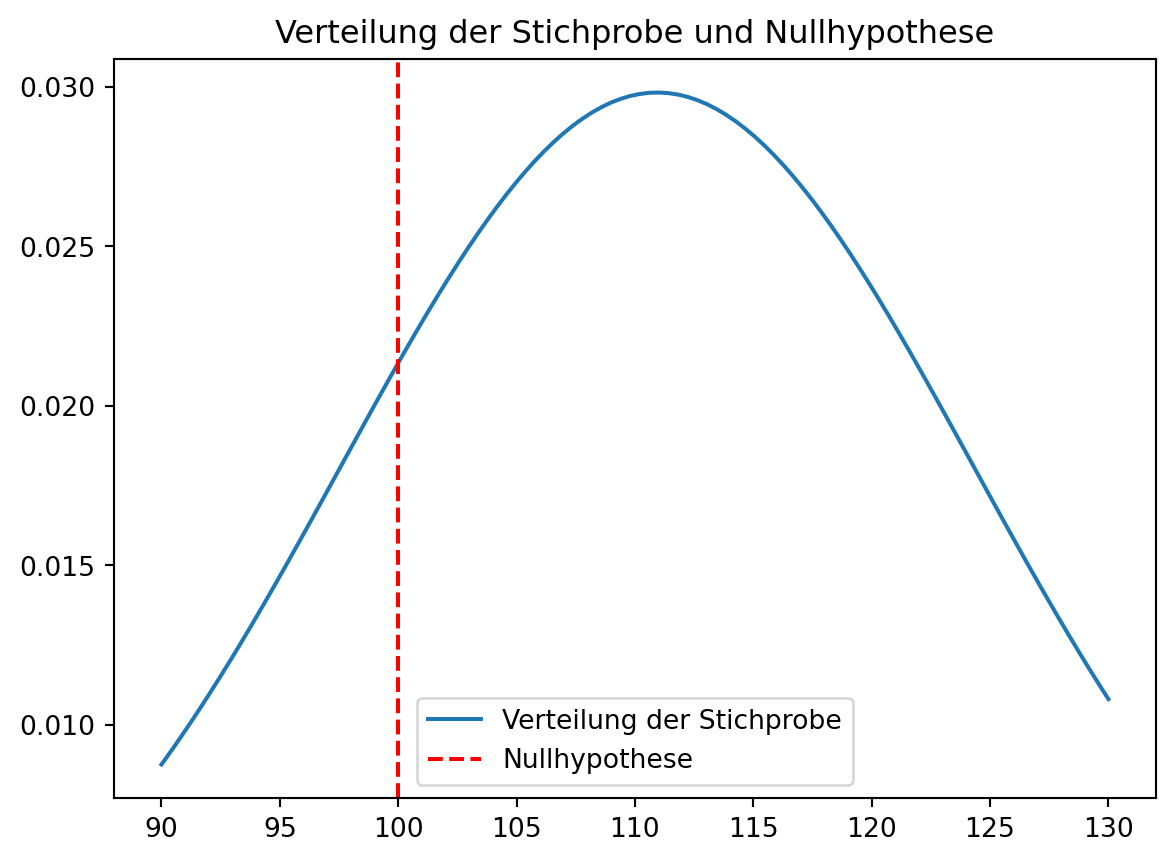 Verteilung der Stichprobe und Nullhypothese
0.030
0.025
0.020
0.015
0.010
Verteilung der Stichprobe
Nullhypothese
90 95 100 105 110 115 120 125 130